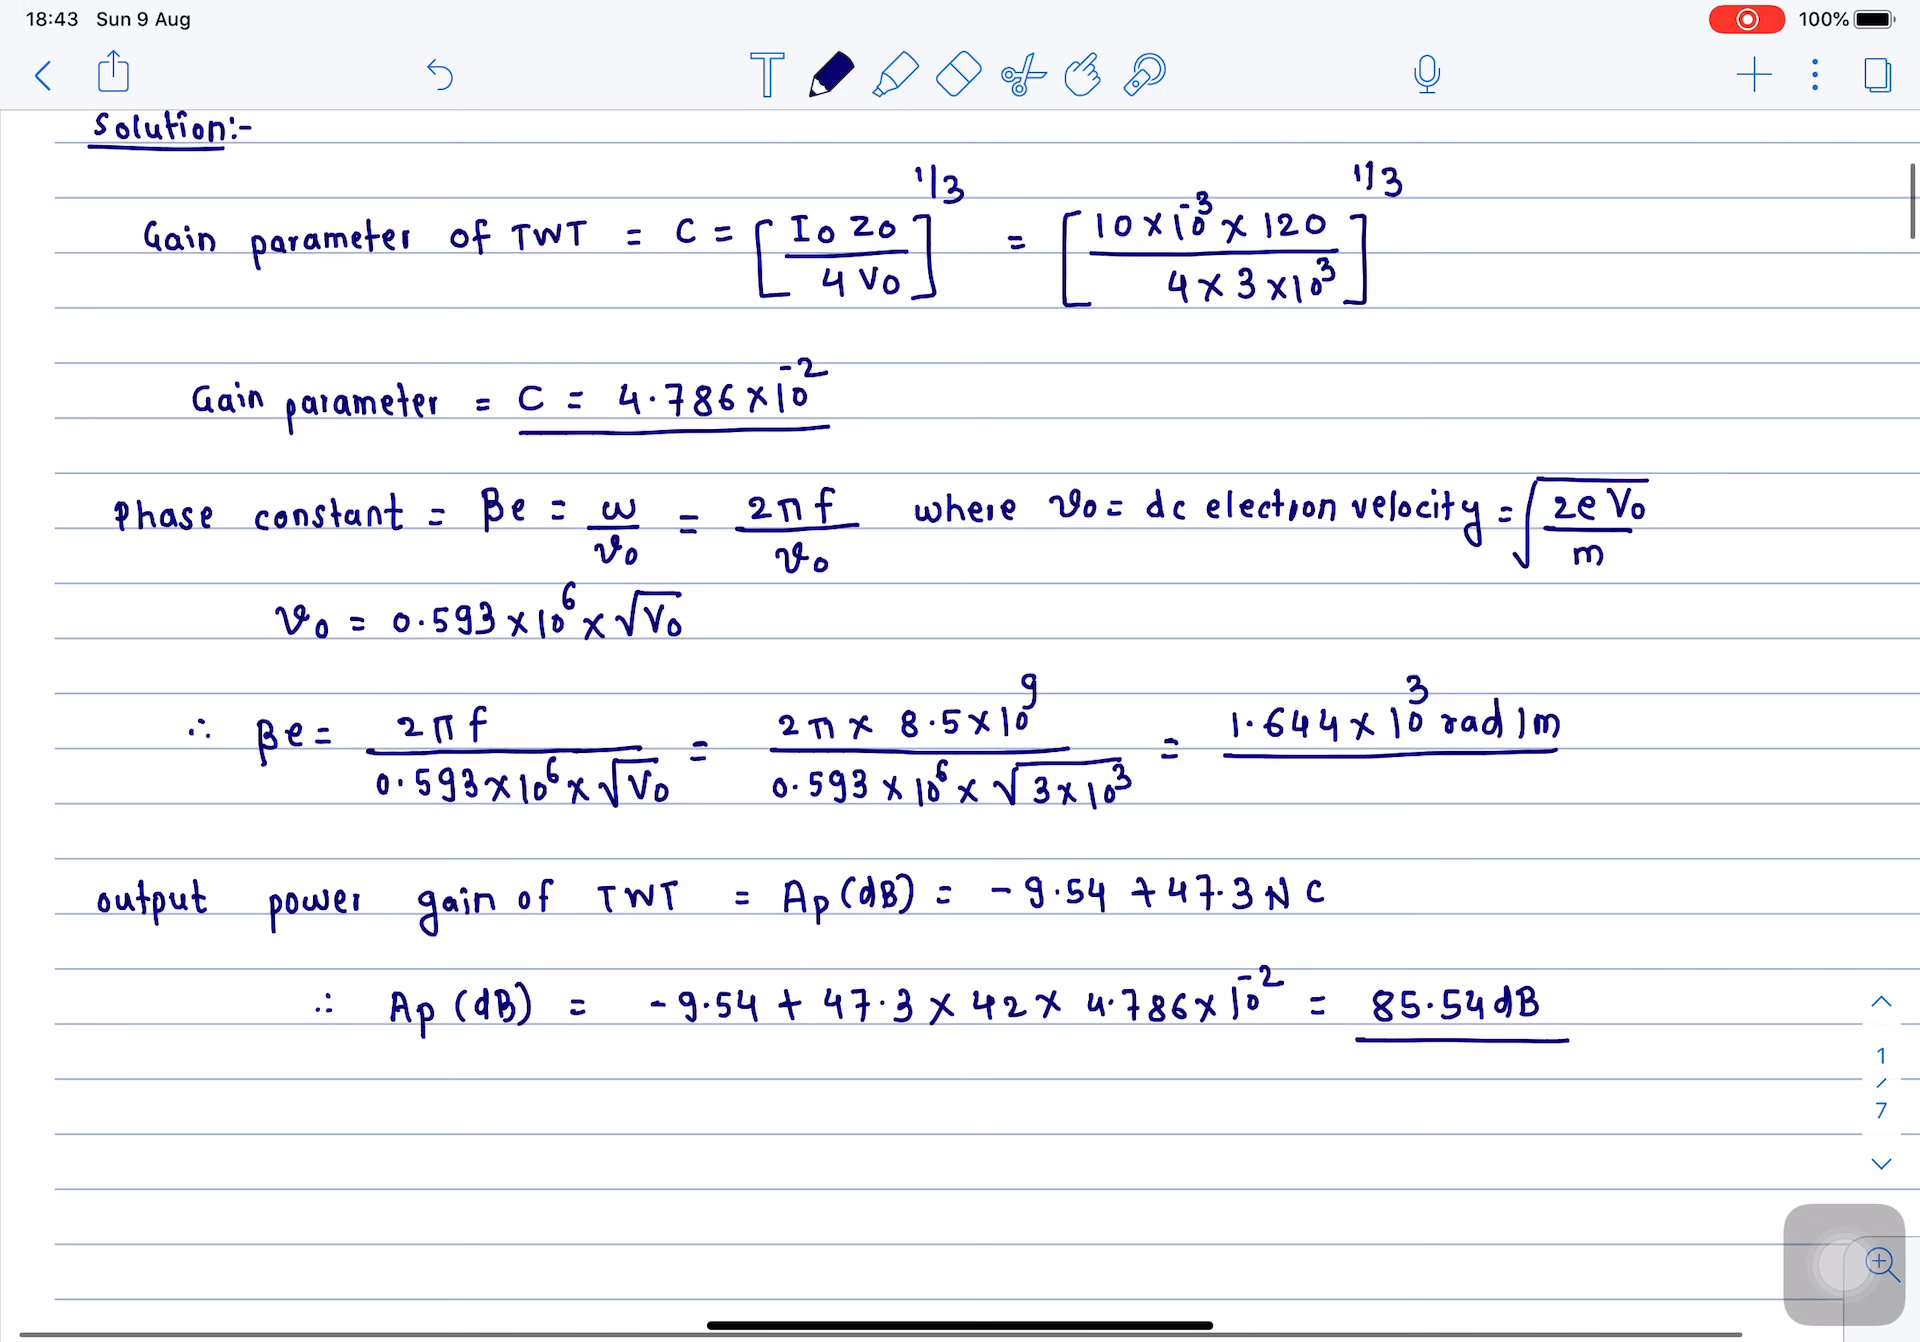 18:43 Sun 9 Aug 100%
Solution:-
Gain parameter of TWT = C = [I0 Z0 / 4 V0]^1/3 = [10 × 10^-3 × 120 / 4 × 3 × 10^3]^1/3
Gain parameter = C = 4.786 × 10^-2
Phase constant = βe = ω / v0 = 2πf / v0 where v0 = dc electron velocity = √(2e V0 / m)
v0 = 0.593 × 10^6 × √V0
∴ βe = 2πf / 0.593 × 10^6 × √V0 = 2π × 8.5 × 10^9 / 0.593 × 10^6 × √3 × 10^3 = 1.644 × 10^3 rad/m
output power gain of TWT = Ap (dB) = -9.54 + 47.3 N C
∴ Ap (dB) = -9.54 + 47.3 × 42 × 4.786 × 10^-2 = 85.54 dB
1
/
7